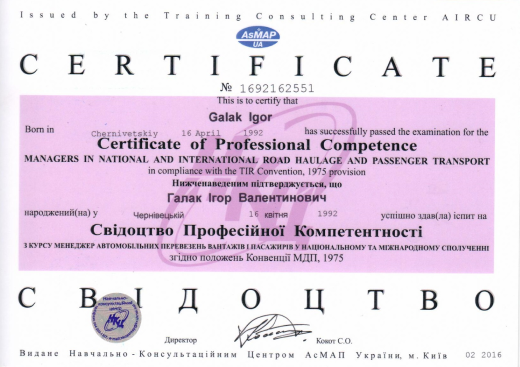 Issued by the Training Consulting Center AIRCU
AsMAP
UA
CERTIFICATE
№ 1692162551
This is to certify that
Galak Igor
Born in Chernivetskiy 16 April 1992 has successfully passed the examination for the
Certificate of Professional Competence
MANAGERS IN NATIONAL AND INTERNATIONAL ROAD HAULAGE AND PASSENGER TRANSPORT
in compliance with the TIR Convention, 1975 provision
Нижченаведеним підтверджується, що
Галак Ігор Валентинович
народжений(на) у Чернівецькій 16 квітня 1992 успішно здав(ла) іспит на
Свідоцтво Професійної Компетентності
З КУРСУ МЕНЕДЖЕР АВТОМОБІЛЬНИХ ПЕРЕВЕЗЕНЬ ВАНТАЖІВ І ПАСАЖИРІВ У НАЦІОНАЛЬНОМУ ТА МІЖНАРОДНОМУ СПОЛУЧЕННІ
згідно положень Конвенції МДП, 1975
СВІДОЦТВО
Навчально-
консультаційний
центр
НКЦ
Директор Кокот С.О.
Видане Навчально-Консультаційним Центром АсМАП України, м. Київ 02 2016